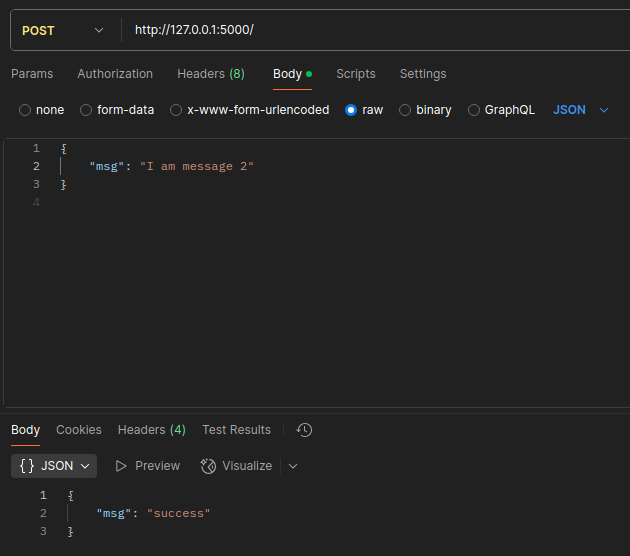 POST http://127.0.0.1:5000/
Params Authorization Headers (8) Body Scripts Settings
none form-data x-www-form-urlencoded raw binary GraphQL JSON
1 {
2 "msg": "I am message 2"
3 }
4
Body Cookies Headers (4) Test Results
{} JSON Preview Visualize
1 {
2 "msg": "success"
3 }